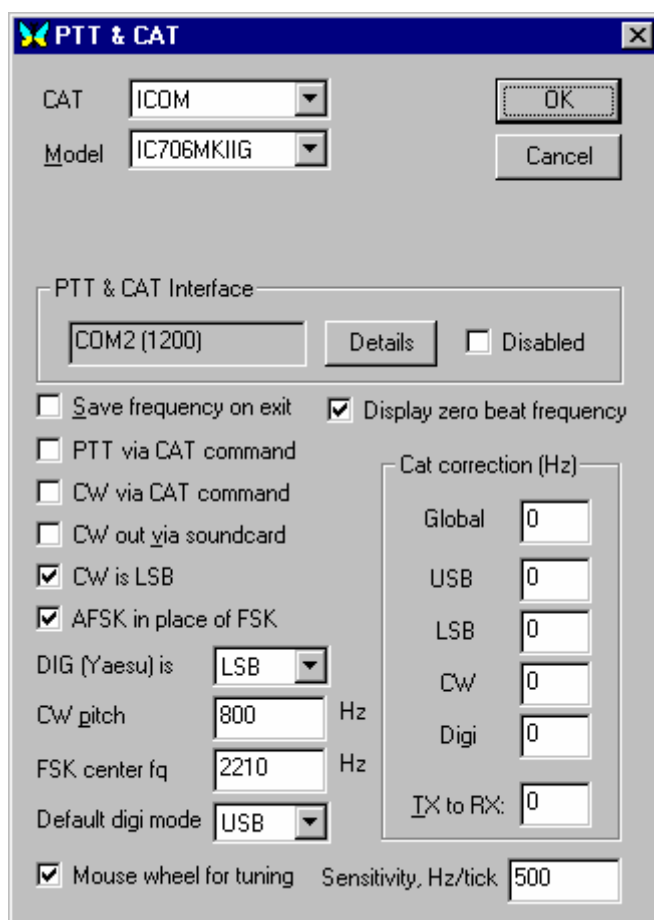 PTT & CAT
CAT ICOM OK
Model IC706MKIIG Cancel
PTT & CAT Interface
COM2 (1200) Details Disabled
Save frequency on exit Display zero beat frequency
PTT via CAT command
Cat correction (Hz)
CW via CAT command
Global 0
CW out via soundcard
CW is LSB
USB 0
AFSK in place of FSK
LSB 0
DIG (Yaesu) is LSB
CW 0
CW pitch 800 Hz
Digi 0
FSK center fq 2210 Hz
Default digi mode USB
TX to RX: 0
Mouse wheel for tuning Sensitivity, Hz/tick 500